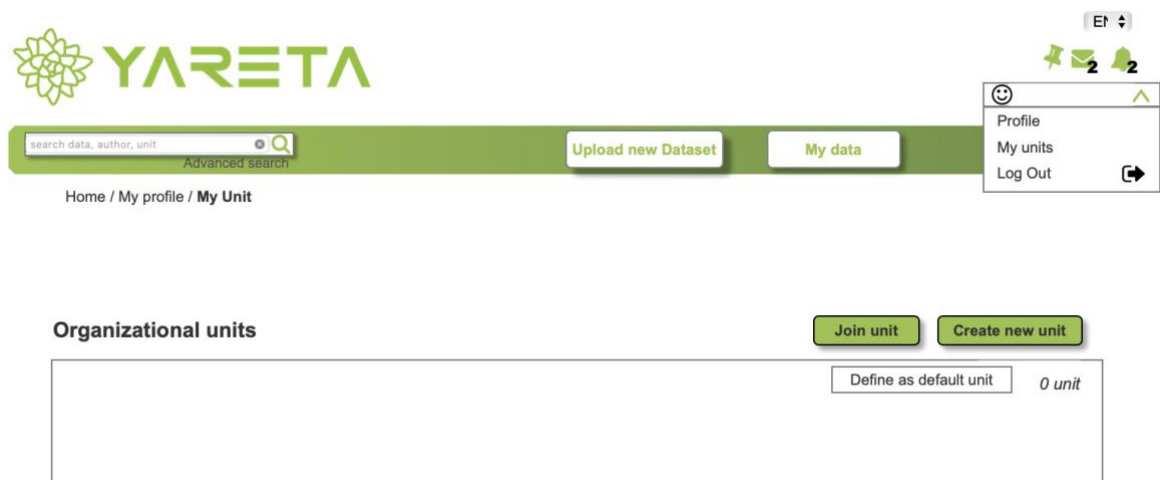 EN
YARETA
2
2
search data, author, unit
Advanced search
Upload new Dataset
My data
Profile
My units
Log Out
Home / My profile / My Unit
Organizational units
Join unit
Create new unit
Define as default unit
0 unit